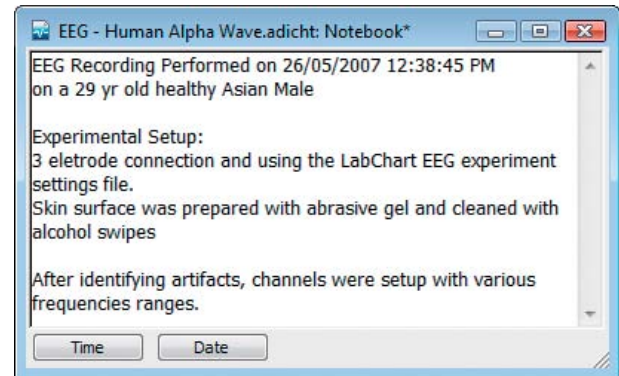 EEG - Human Alpha Wave.adicht: Notebook*
EEG Recording Performed on 26/05/2007 12:38:45 PM
on a 29 yr old healthy Asian Male
Experimental Setup:
3 eletrode connection and using the LabChart EEG experiment
settings file.
Skin surface was prepared with abrasive gel and cleaned with
alcohol swipes
After identifying artifacts, channels were setup with various
frequencies ranges.
Time Date